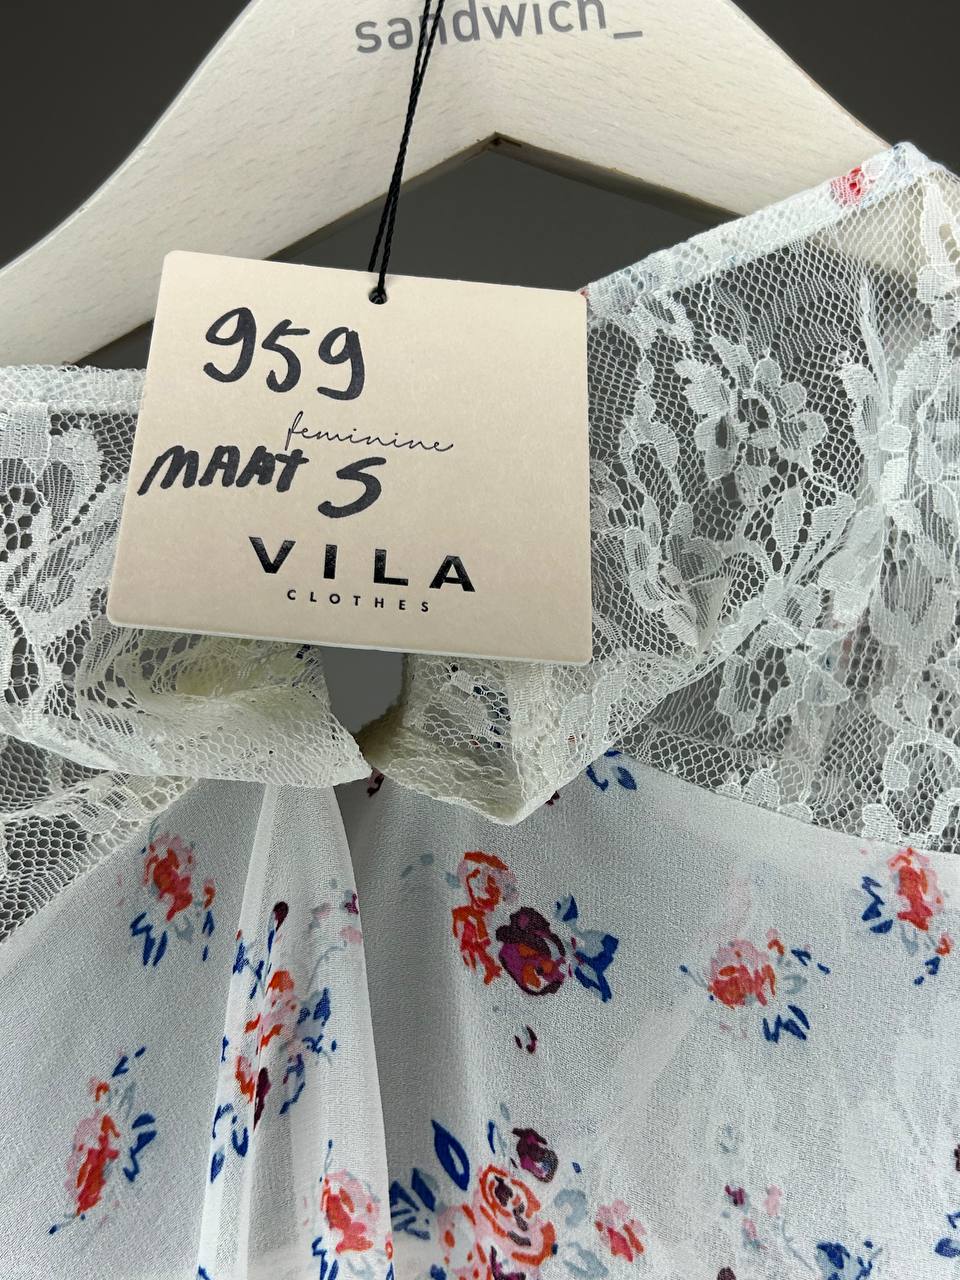 sandwich_
959
feminine
MAAT S
VILA
CLOTHES